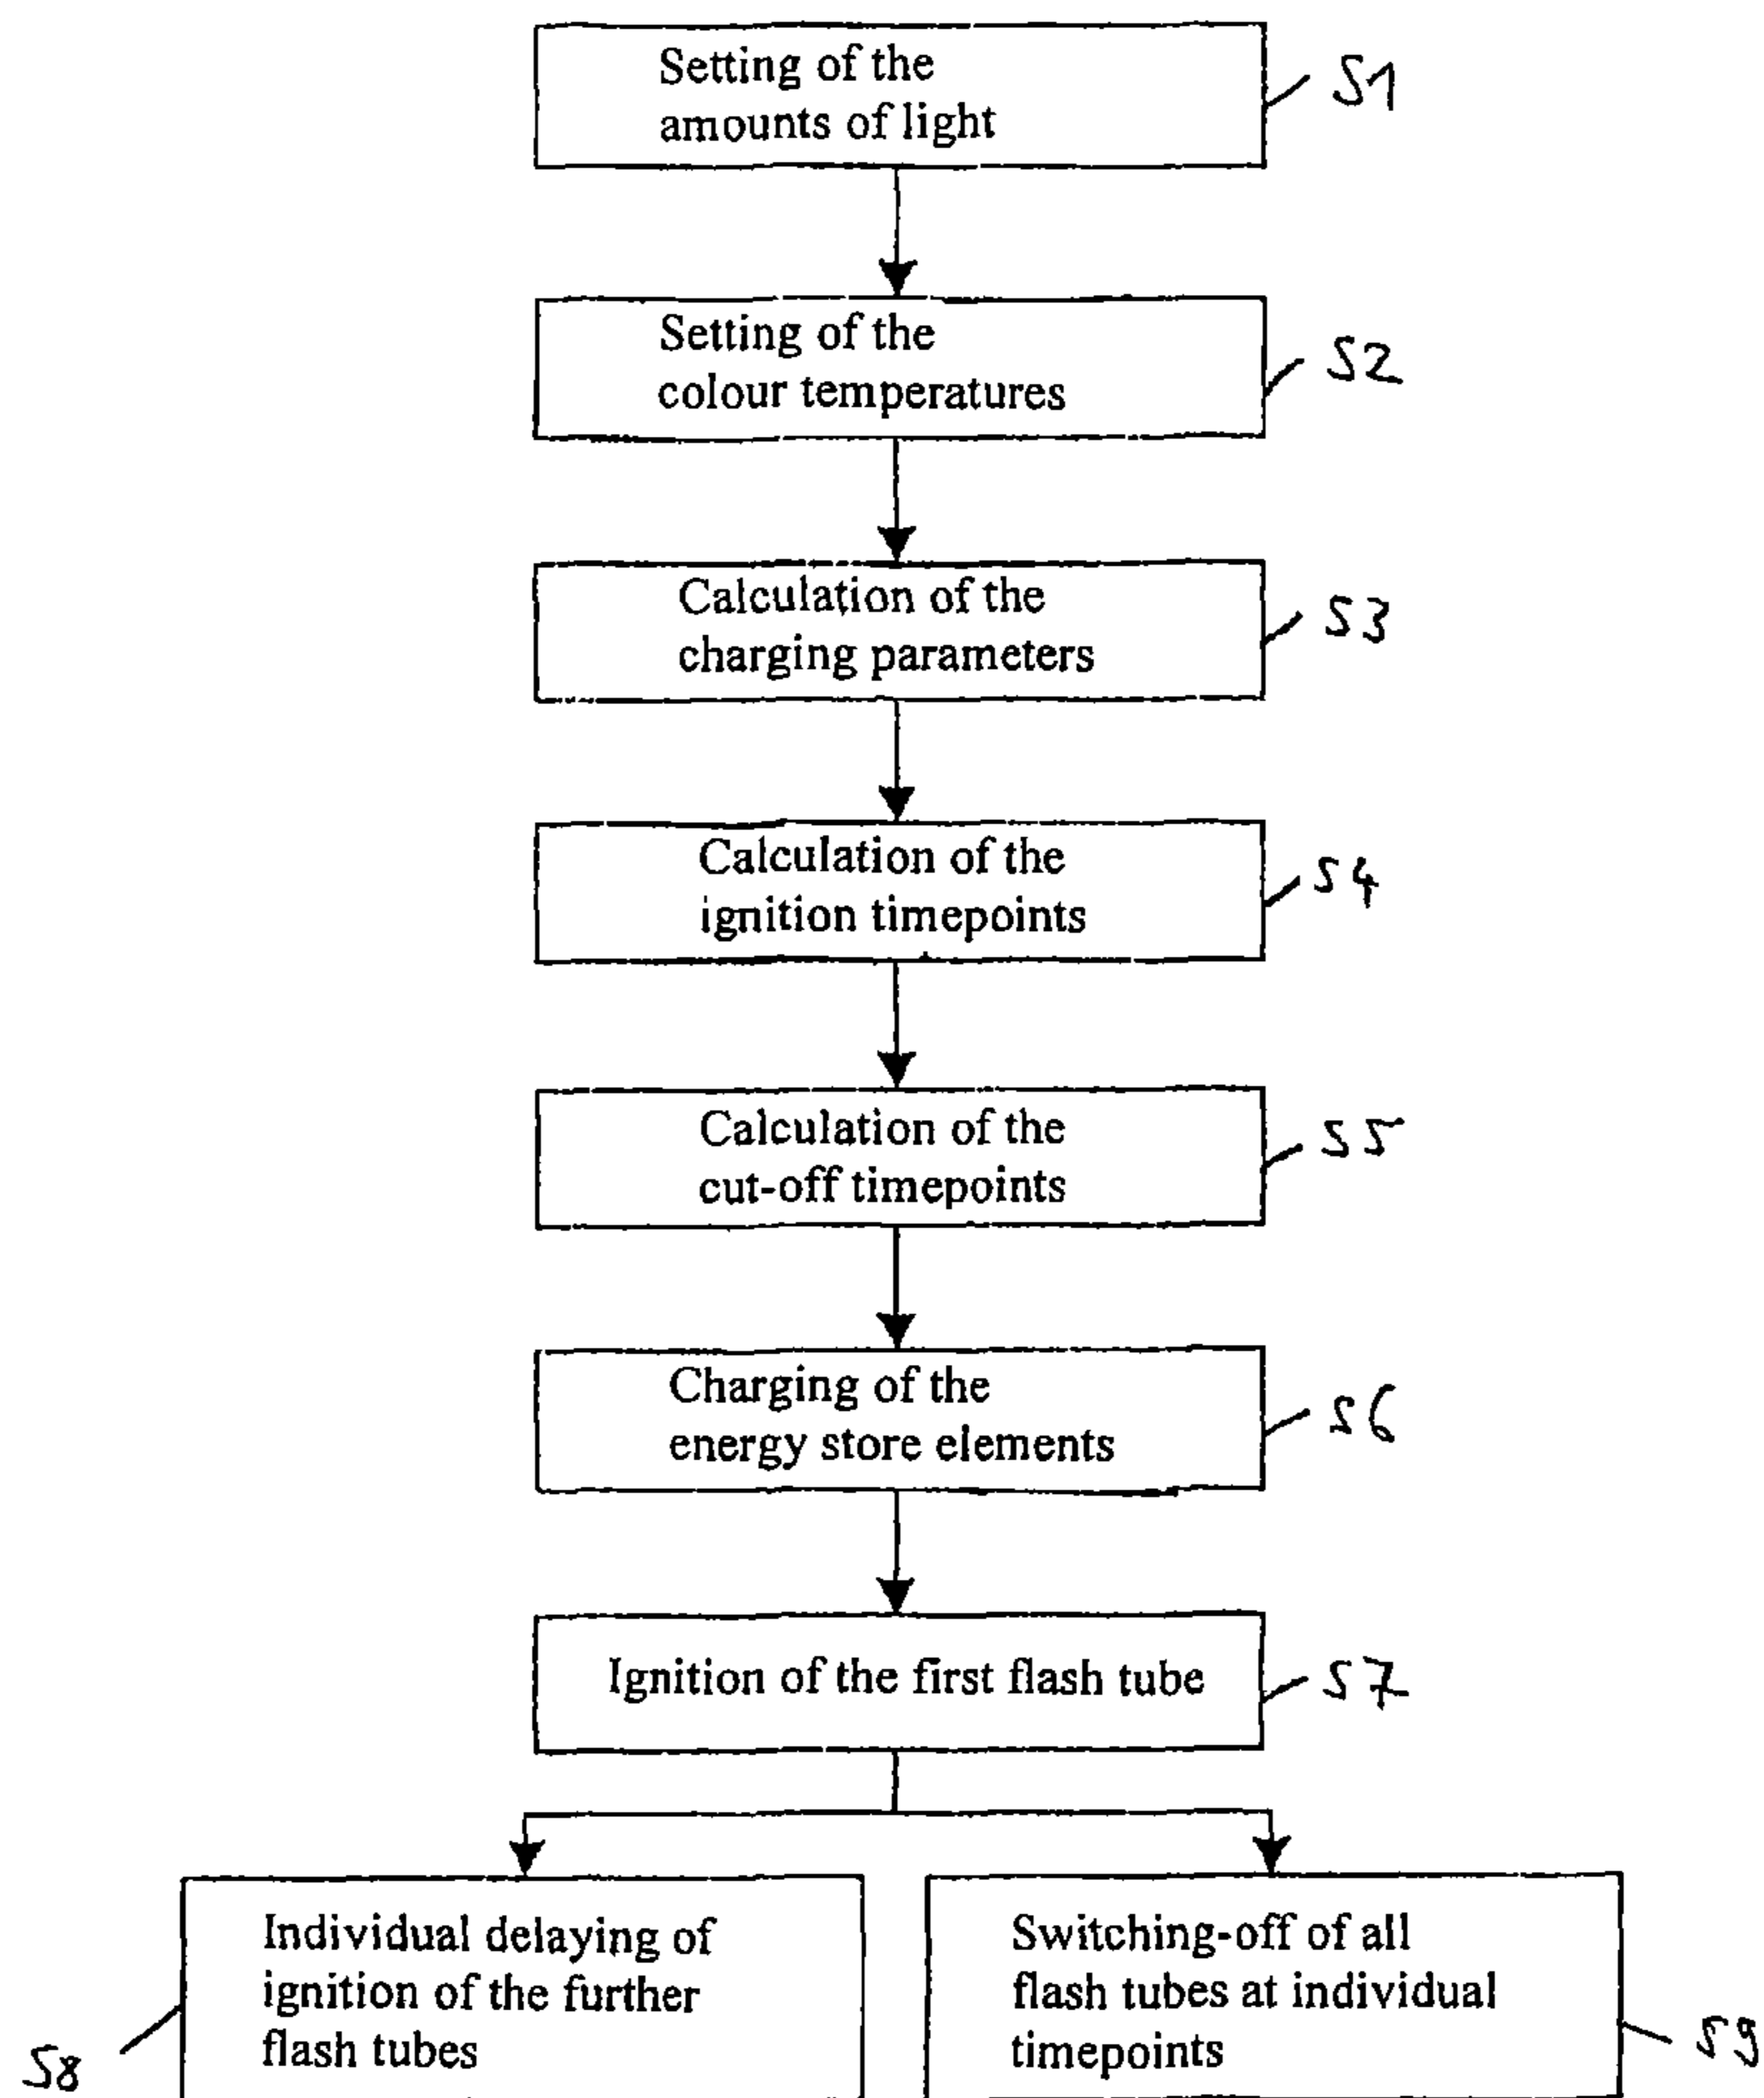 Setting of the
amounts of light
S1
Setting of the
colour temperatures
S2
Calculation of the
charging parameters
S3
Calculation of the
ignition timepoints
S4
Calculation of the
cut-off timepoints
S5
Charging of the
energy store elements
S6
Ignition of the first flash tube
S7
Individual delaying of
ignition of the further
flash tubes
S8
Switching-off of all
flash tubes at individual
timepoints
S9